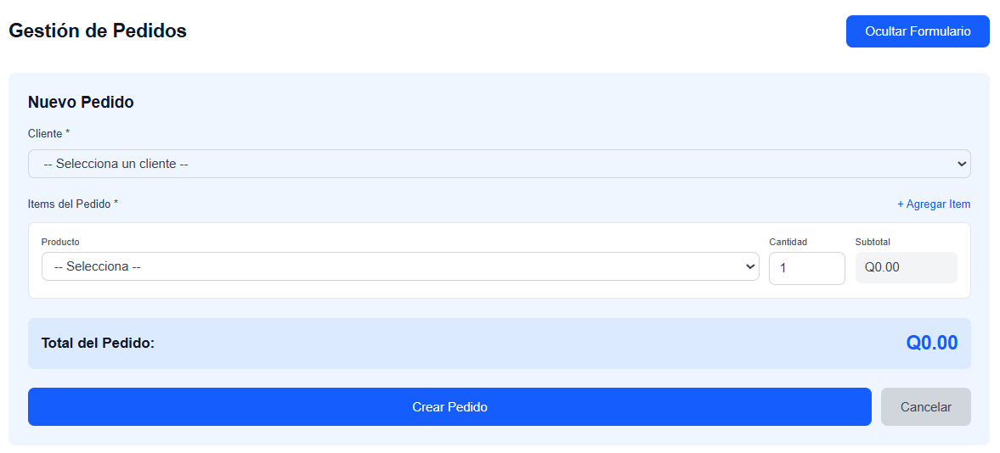 Gestión de Pedidos
Ocultar Formulario
Nuevo Pedido
Cliente *
-- Selecciona un cliente --
Items del Pedido *
+ Agregar Item
Producto
Cantidad
Subtotal
-- Selecciona --
1
Q0.00
Total del Pedido:
Q0.00
Crear Pedido
Cancelar